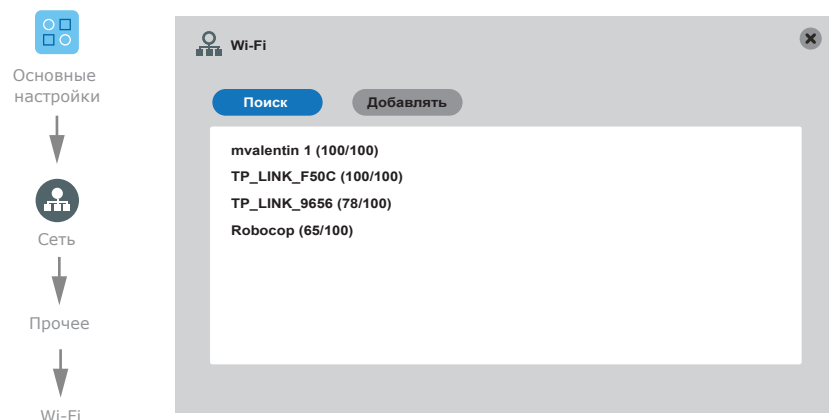 Основные
настройки
Сеть
Прочее
Wi-Fi
Wi-Fi
Поиск
Добавлять
mvalentin 1 (100/100)
TP_LINK_F50C (100/100)
TP_LINK_9656 (78/100)
Robocop (65/100)